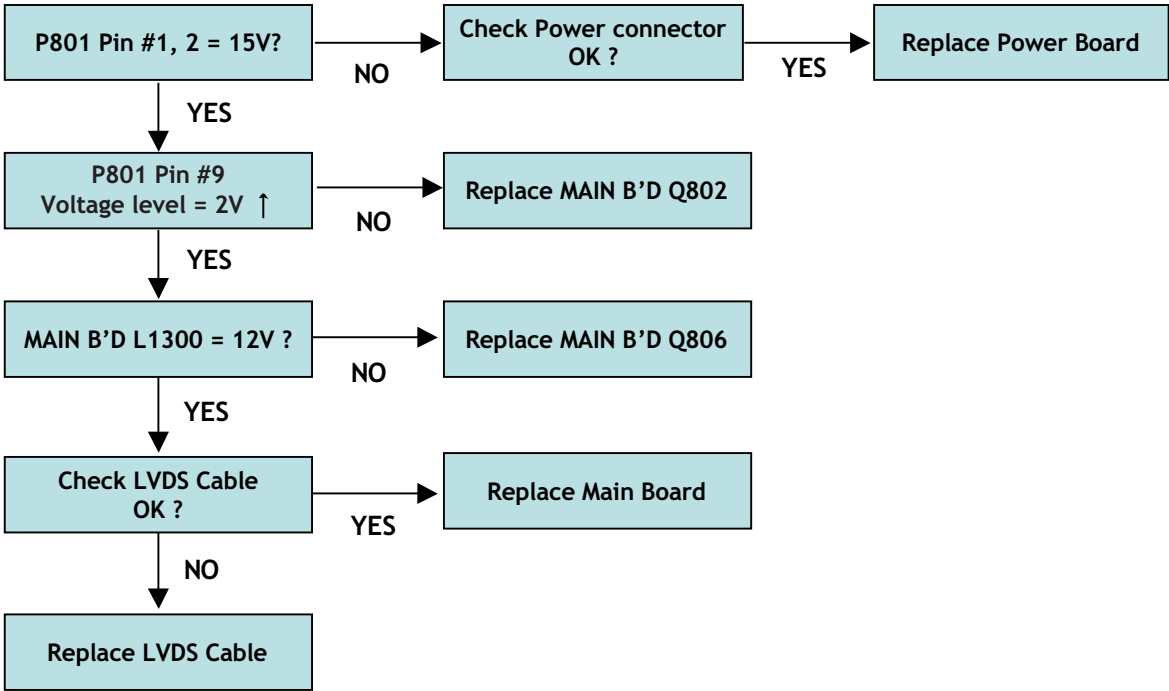 P801 Pin #1, 2 = 15V?
NO
Check Power connector
OK ?
YES
Replace Power Board
YES
P801 Pin #9
Voltage level = 2V ↑
NO
Replace MAIN B’D Q802
YES
MAIN B’D L1300 = 12V ?
NO
Replace MAIN B’D Q806
YES
Check LVDS Cable
OK ?
YES
Replace Main Board
NO
Replace LVDS Cable